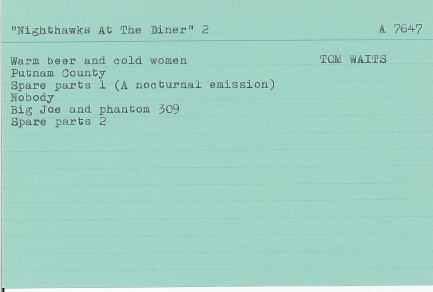 "Nighthawks At The Diner" 2 A 7647
Warm beer and cold women TOM WAITS
Putnam County
Spare parts 1 (A nocturnal emission)
Nobody
Big Joe and phantom 309
Spare parts 2